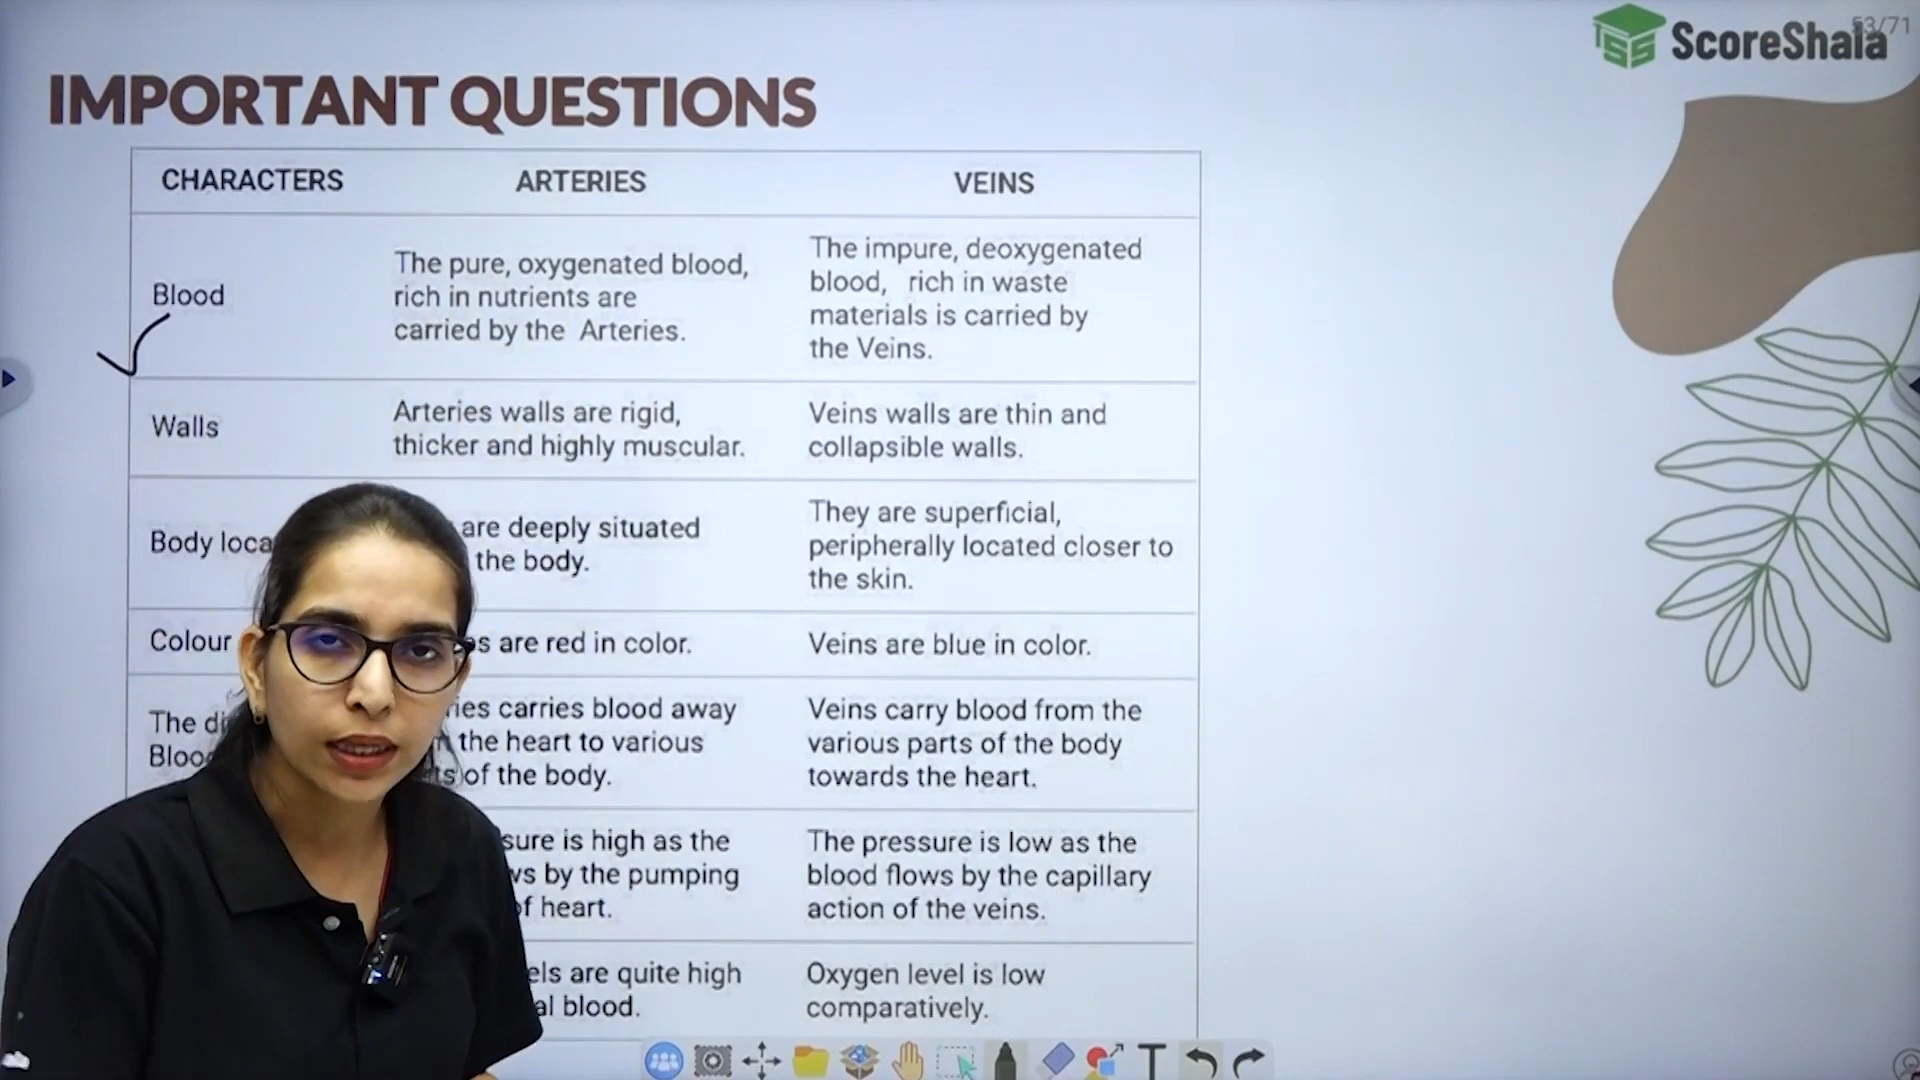 53/71
ScoreShala
IMPORTANT QUESTIONS
CHARACTERS ARTERIES VEINS
Blood
The pure, oxygenated blood,
rich in nutrients are
carried by the Arteries.
The impure, deoxygenated
blood, rich in waste
materials is carried by
the Veins.
Walls
Arteries walls are rigid,
thicker and highly muscular.
Veins walls are thin and
collapsible walls.
Body
are deeply situated
the body.
They are superficial,
peripherally located closer to
the skin.
Colour
are red in color.
Veins are blue in color.
The
carries blood away
the heart to various
of the body.
Veins carry blood from the
various parts of the body
towards the heart.
is high as the
by the pumping
of heart.
The pressure is low as the
blood flows by the capillary
action of the veins.
are quite high
blood.
Oxygen level is low
comparatively.